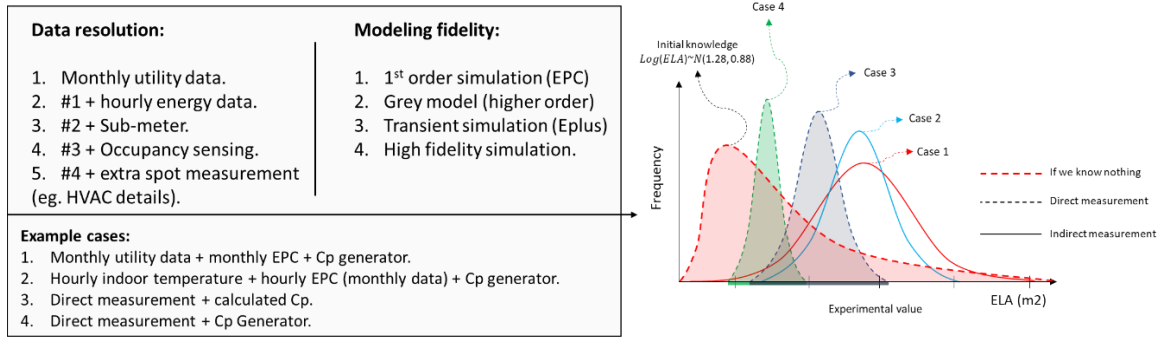 Data resolution:
1. Monthly utility data.
2. #1 + hourly energy data.
3. #2 + Sub-meter.
4. #3 + Occupancy sensing.
5. #4 + extra spot measurement
(eg. HVAC details).
Modeling fidelity:
1. 1st order simulation (EPC)
2. Grey model (higher order)
3. Transient simulation (Eplus)
4. High fidelity simulation.
Example cases:
1. Monthly utility data + monthly EPC + Cp generator.
2. Hourly indoor temperature + hourly EPC (monthly data) + Cp generator.
3. Direct measurement + calculated Cp.
4. Direct measurement + Cp Generator.
Case 4
Initial knowledge
Log(ELA)~N(1.28, 0.88)
Case 3
Case 2
Case 1
Frequency
If we know nothing
Direct measurement
Indirect measurement
Experimental value
ELA (m2)